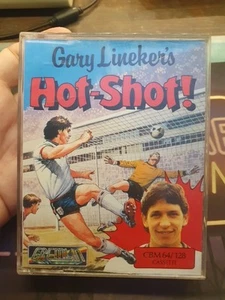 Gary Lineker's
Hot-Shot!
CBM 64/128
CASSETTE